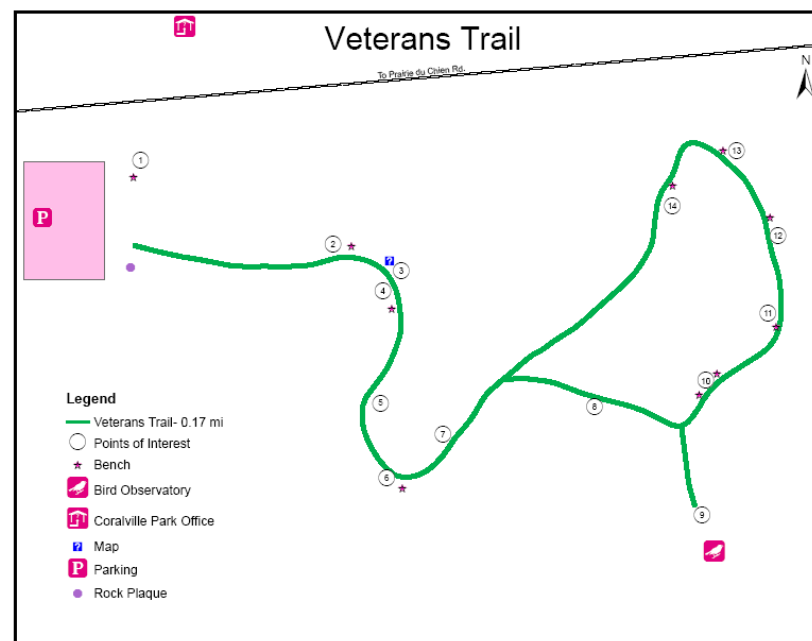 Veterans Trail
To Prairie du Chien Rd.
N
1
13
14
P
12
2
?
3
4
11
10
5
8
7
6
9
Legend
Veterans Trail- 0.17 mi
Points of Interest
Bench
Bird Observatory
Coralville Park Office
? Map
P Parking
Rock Plaque